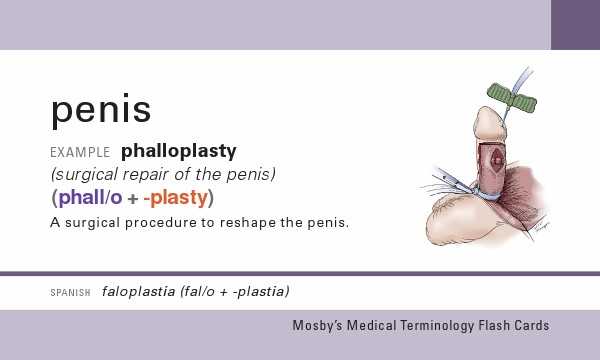 penis
EXAMPLE phalloplasty
(surgical repair of the penis)
(phall/o + -plasty)
A surgical procedure to reshape the penis.
SPANISH faloplastia (fal/o + -plastia)
Mosby's Medical Terminology Flash Cards